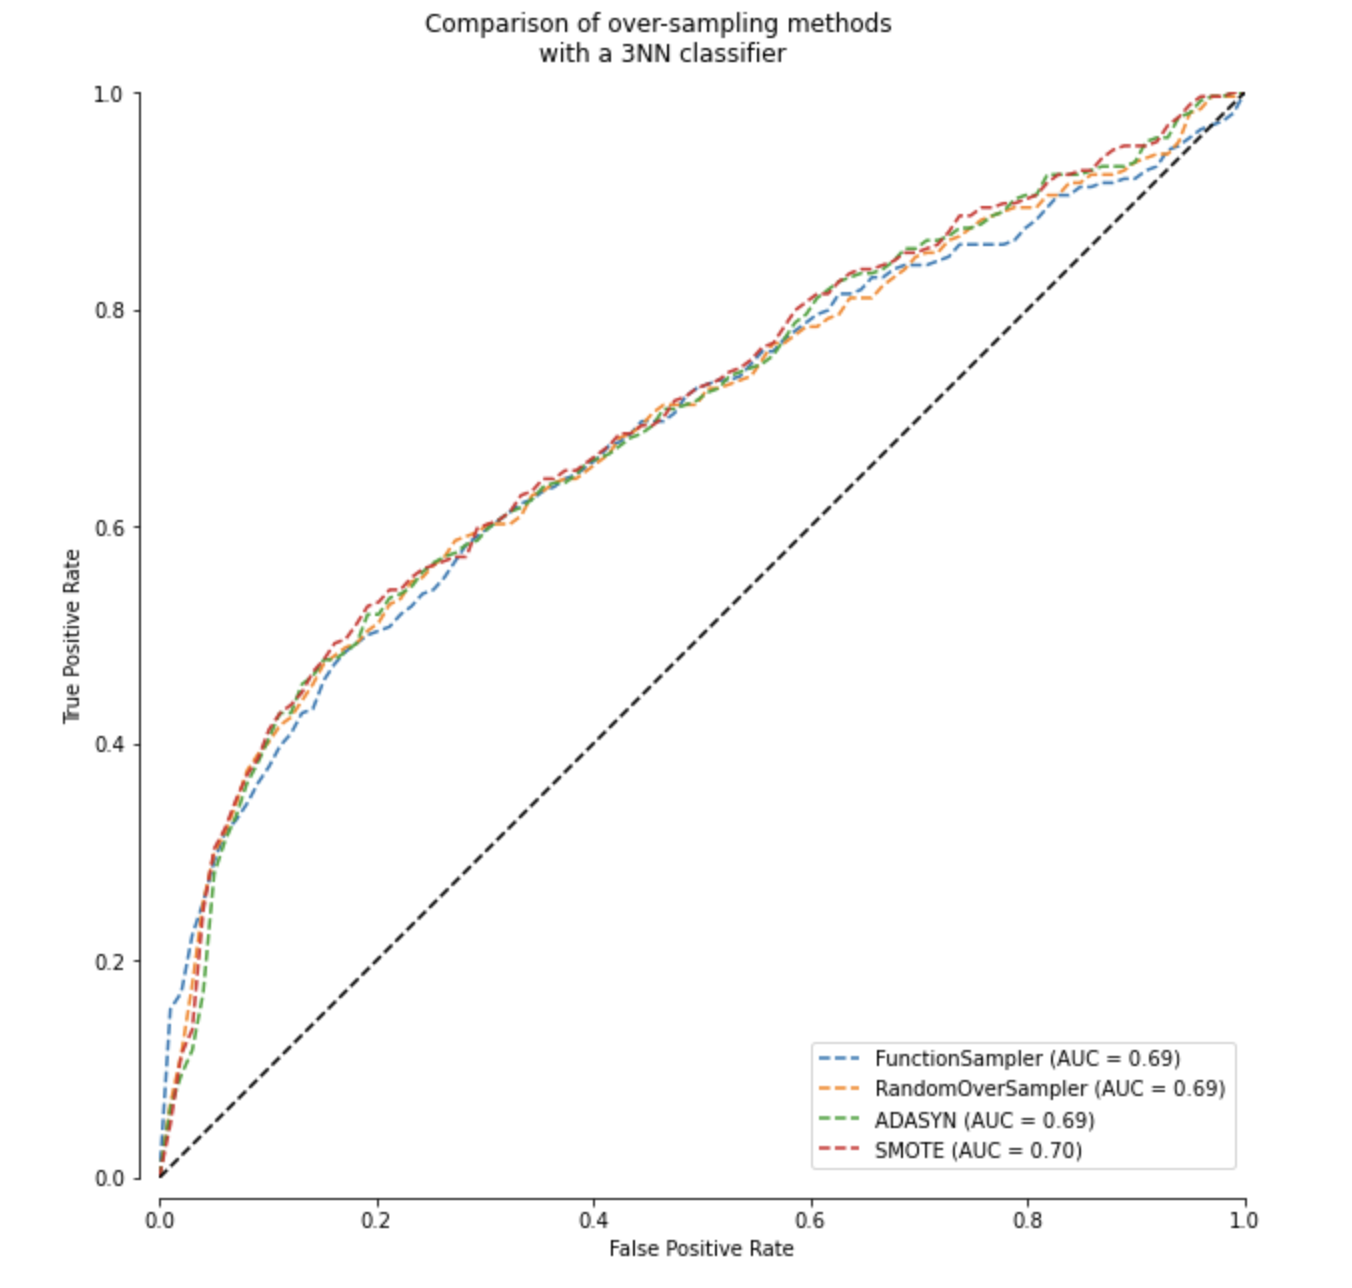 Comparison of over-sampling methods
with a 3NN classifier
1.0
0.8
0.6
0.4
0.2
0.0
True Positive Rate
FunctionSampler (AUC = 0.69)
RandomOverSampler (AUC = 0.69)
ADASYN (AUC = 0.69)
SMOTE (AUC = 0.70)
0.0 0.2 0.4 0.6 0.8 1.0
False Positive Rate